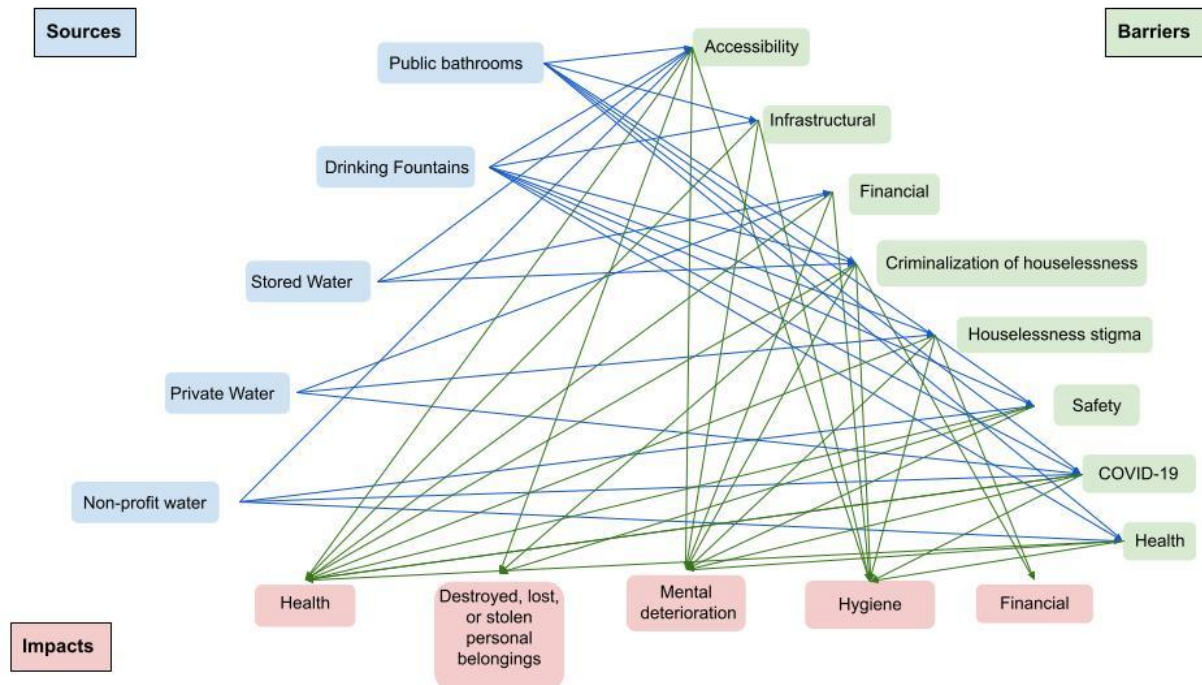 Sources
Barriers
Public bathrooms
Accessibility
Infrastructural
Drinking Fountains
Financial
Stored Water
Criminalization of houselessness
Houselessness stigma
Private Water
Safety
COVID-19
Non-profit water
Health
Health
Destroyed, lost,
or stolen
personal
belongings
Mental
deterioration
Hygiene
Financial
Impacts